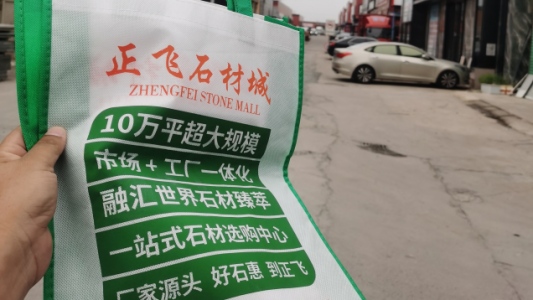 正飞石材城
ZHENGFEI STONE MALL
10万平超大规模
市场+工厂一体化
融汇世界石材臻萃
一站式石材选购中心
厂家源头 好石惠 到正飞